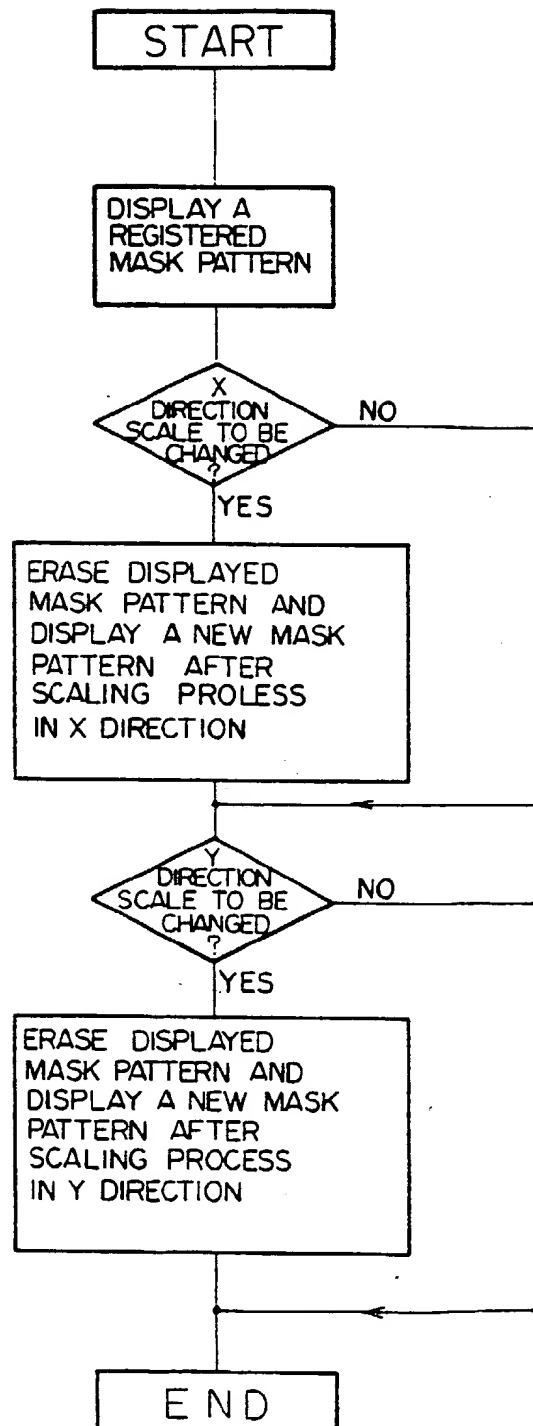 START
DISPLAY A
REGISTERED
MASK PATTERN
X
DIRECTION
SCALE TO BE
CHANGED
?
NO
YES
ERASE DISPLAYED
MASK PATTERN AND
DISPLAY A NEW MASK
PATTERN AFTER
SCALING PROLESS
IN X DIRECTION
Y
DIRECTION
SCALE TO BE
CHANGED
?
NO
YES
ERASE DISPLAYED
MASK PATTERN AND
DISPLAY A NEW MASK
PATTERN AFTER
SCALING PROCESS
IN Y DIRECTION
END